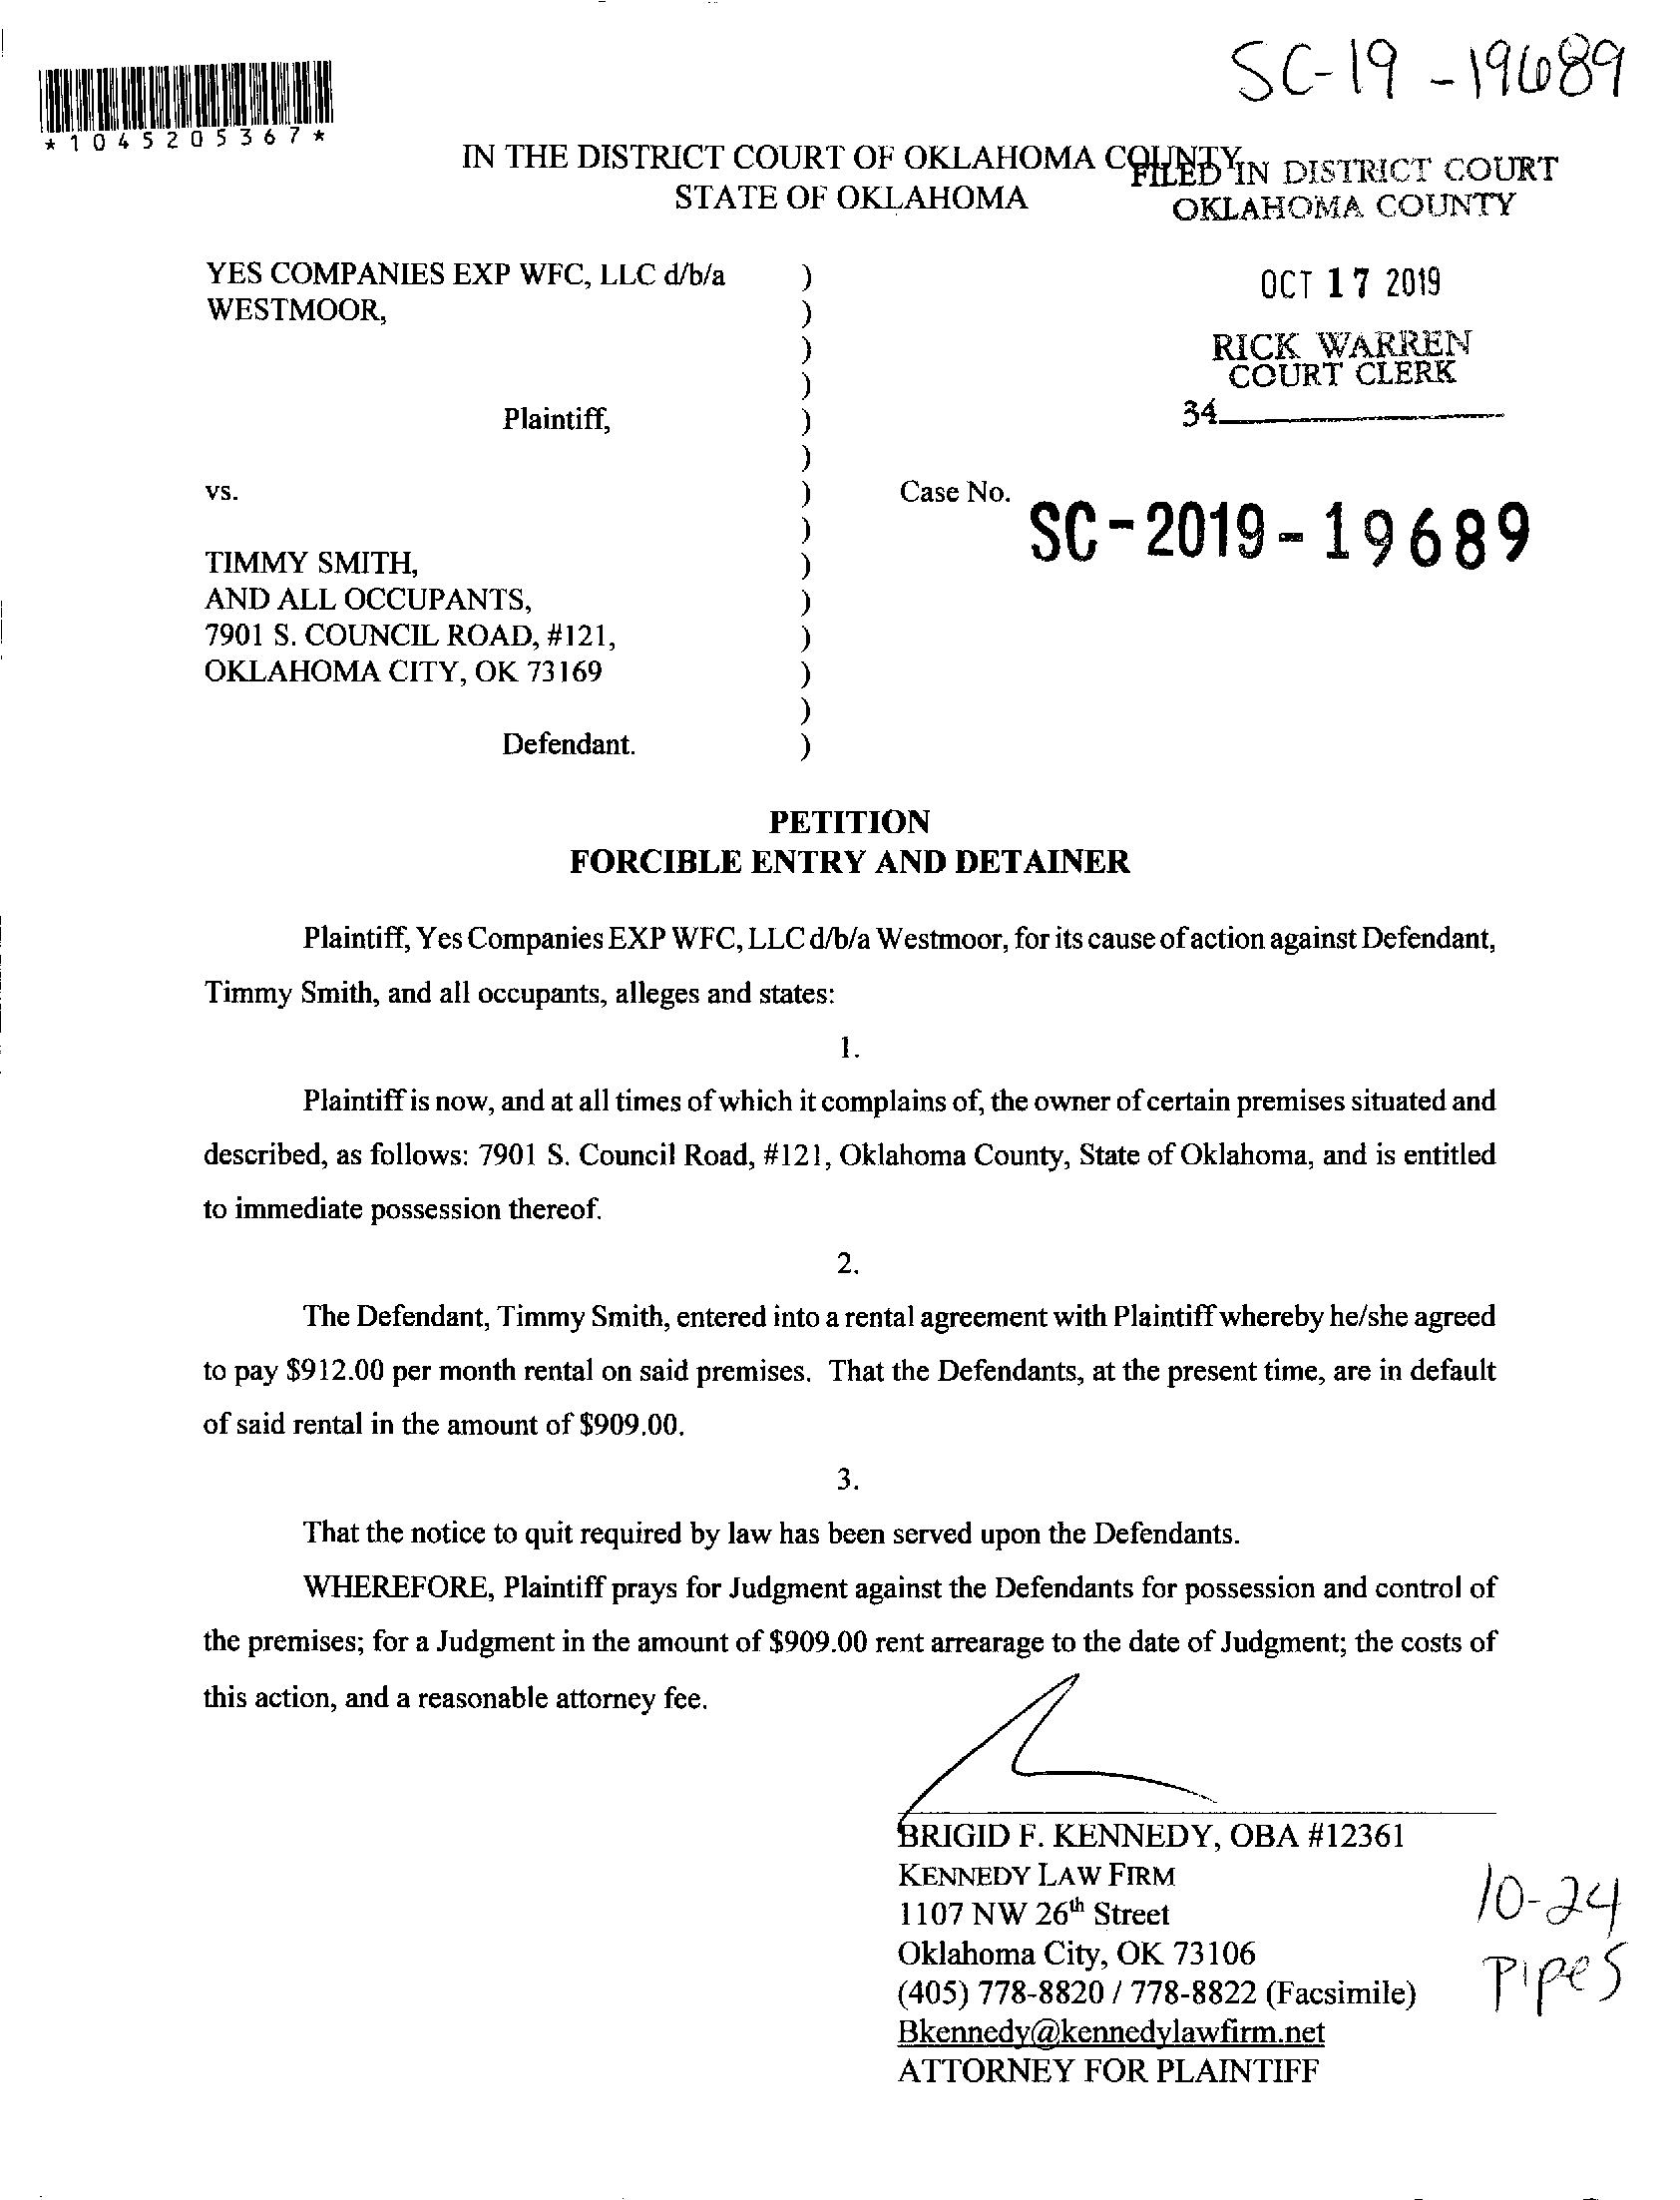 SC-19-19689
*1045205367*
IN THE DISTRICT COURT OF OKLAHOMA COUNTY
STATE OF OKLAHOMA
FILED IN DISTRICT COURT
OKLAHOMA COUNTY
OCT 17 2019
RICK WARREN
COURT CLERK
34
YES COMPANIES EXP WFC, LLC d/b/a )
WESTMOOR, )
)
)
Plaintiff, )
)
vs. ) Case No. SC-2019-19689
)
TIMMY SMITH, )
AND ALL OCCUPANTS, )
7901 S. COUNCIL ROAD, #121, )
OKLAHOMA CITY, OK 73169 )
)
Defendant. )
PETITION
FORCIBLE ENTRY AND DETAINER
Plaintiff, Yes Companies EXP WFC, LLC d/b/a Westmoor, for its cause of action against Defendant,
Timmy Smith, and all occupants, alleges and states:
1.
Plaintiff is now, and at all times of which it complains of, the owner of certain premises situated and
described, as follows: 7901 S. Council Road, #121, Oklahoma County, State of Oklahoma, and is entitled
to immediate possession thereof.
2.
The Defendant, Timmy Smith, entered into a rental agreement with Plaintiff whereby he/she agreed
to pay $912.00 per month rental on said premises. That the Defendants, at the present time, are in default
of said rental in the amount of $909.00.
3.
That the notice to quit required by law has been served upon the Defendants.
WHEREFORE, Plaintiff prays for Judgment against the Defendants for possession and control of
the premises; for a Judgment in the amount of $909.00 rent arrearage to the date of Judgment; the costs of
this action, and a reasonable attorney fee.
BRIGID F. KENNEDY, OBA #12361
KENNEDY LAW FIRM
1107 NW 26th Street
Oklahoma City, OK 73106
(405) 778-8820 / 778-8822 (Facsimile)
Bkennedy@kennedylawfirm.net
ATTORNEY FOR PLAINTIFF
10-24
Pipes